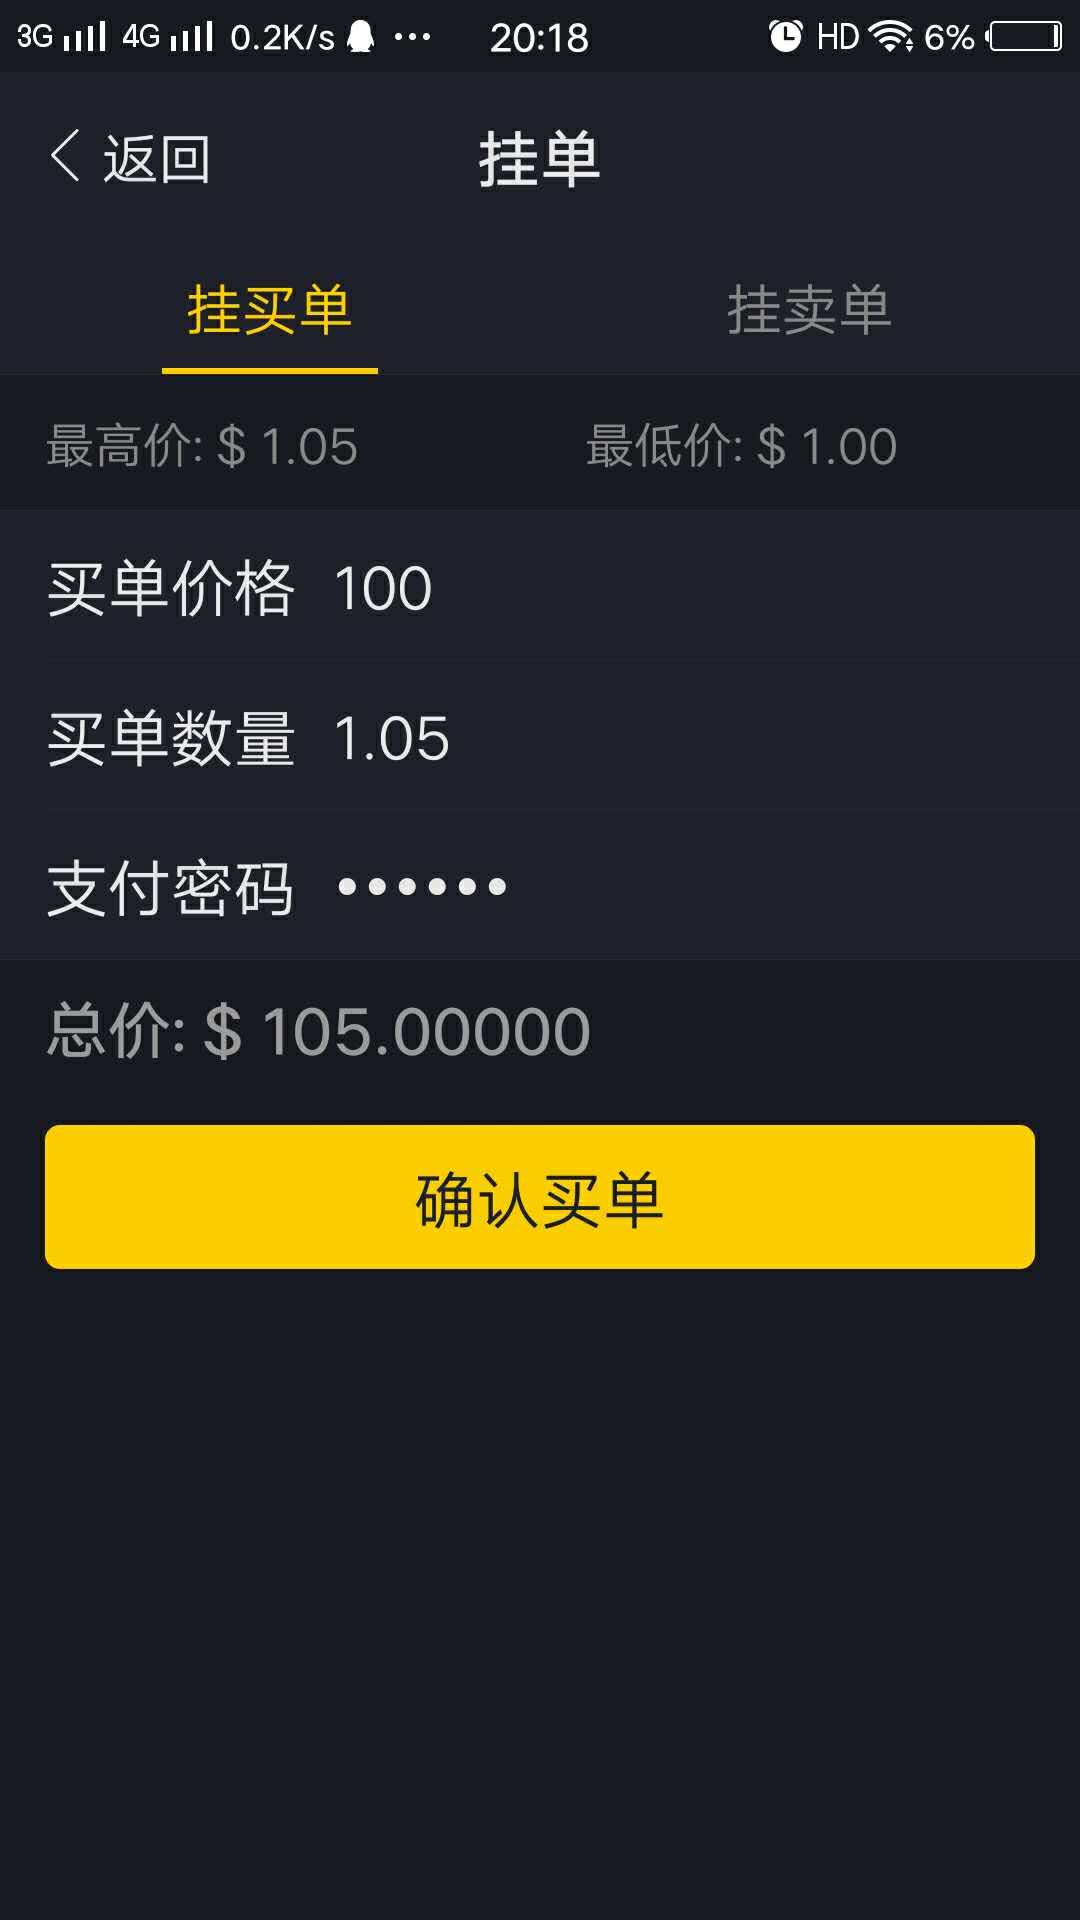 3G 4G 0.2K/s ... 20:18 HD 6%
返回 挂单
挂买单 挂卖单
最高价: $ 1.05 最低价: $ 1.00
买单价格 100
买单数量 1.05
支付密码 ••••••
总价: $ 105.00000
确认买单